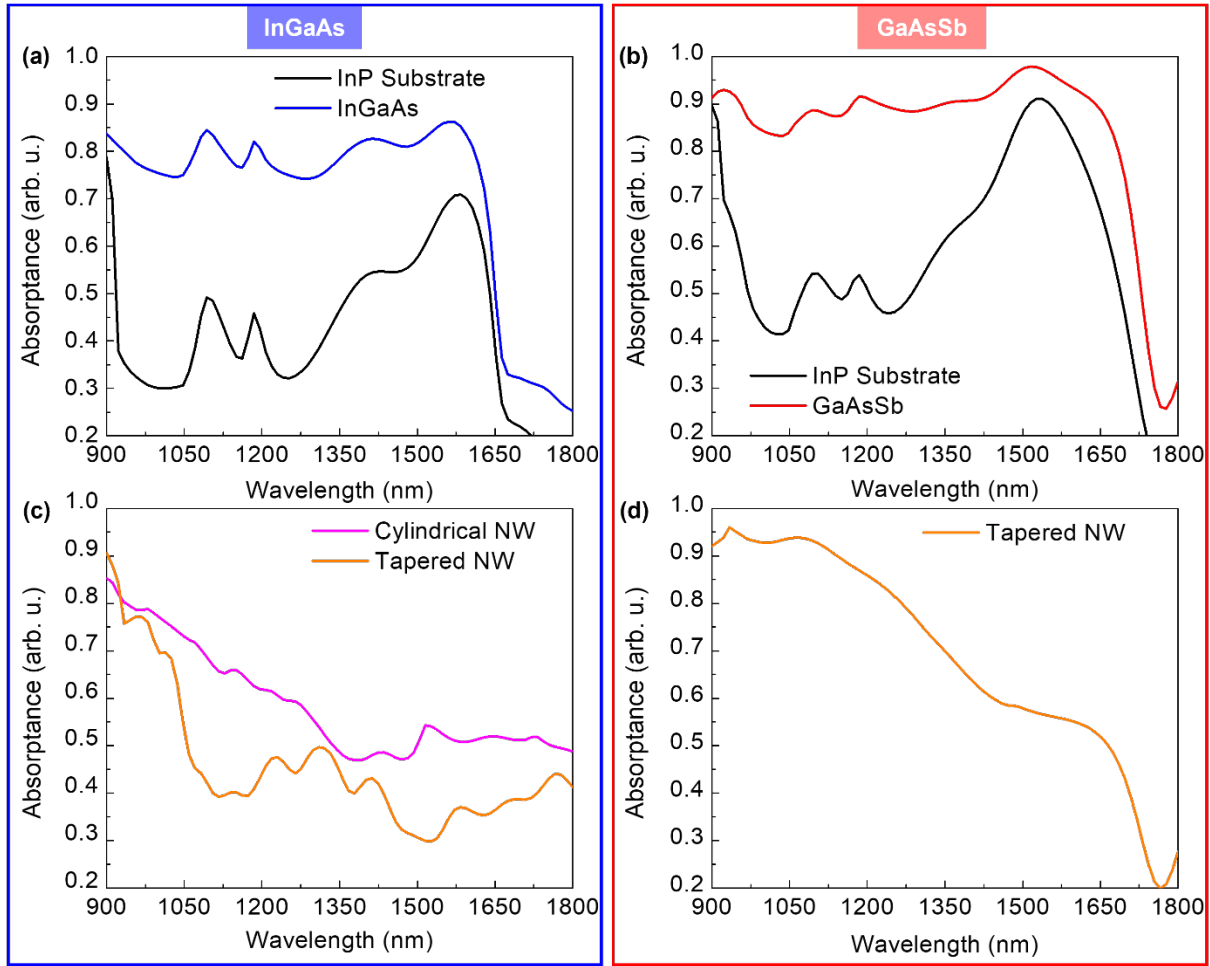 InGaAs
GaAsSb
(a)
InP Substrate
InGaAs
1.0
0.9
0.8
0.7
0.6
0.5
0.4
0.3
0.2
Absorptance (arb. u.)
900 1050 1200 1350 1500 1650 1800
Wavelength (nm)
(b)
1.0
0.9
0.8
0.7
0.6
0.5
0.4
0.3
0.2
Absorptance (arb. u.)
InP Substrate
GaAsSb
900 1050 1200 1350 1500 1650 1800
Wavelength (nm)
(c)
Cylindrical NW
Tapered NW
1.0
0.9
0.8
0.7
0.6
0.5
0.4
0.3
0.2
Absorptance (arb. u.)
900 1050 1200 1350 1500 1650 1800
Wavelength (nm)
(d)
Tapered NW
1.0
0.9
0.8
0.7
0.6
0.5
0.4
0.3
0.2
Absorptance (arb. u.)
900 1050 1200 1350 1500 1650 1800
Wavelength (nm)